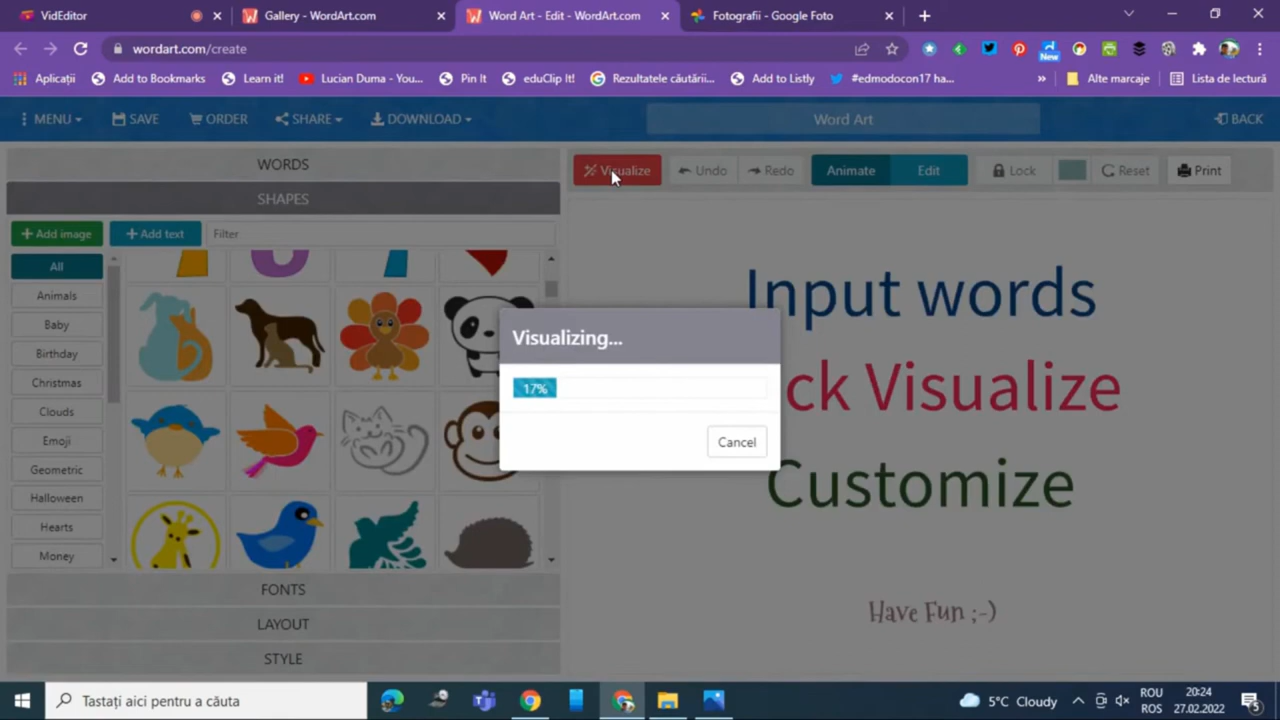 VidEditor
Gallery - WordArt.com
Word Art - Edit - WordArt.com
Fotografii - Google Foto
wordart.com/create
New
Aplicații
Add to Bookmarks
Learn it!
Lucian Duma - You...
Pin It
eduClip It!
Rezultatele căutării...
Add to Listly
#edmodocon17 ha...
»
Alte marcaje
Lista de lectură
MENU
SAVE
ORDER
SHARE
DOWNLOAD
Word Art
BACK
WORDS
SHAPES
Visualize
Undo
Redo
Animate
Edit
Lock
Reset
Print
Add image
Add text
Filter
All
Animals
Baby
Birthday
Christmas
Clouds
Emoji
Geometric
Halloween
Hearts
Money
Visualizing...
17%
Cancel
Input words
ck Visualize
Customize
Have Fun ;-)
FONTS
LAYOUT
STYLE
Tastați aici pentru a căuta
5°C Cloudy
ROU
ROS
20:24
27.02.2022
5